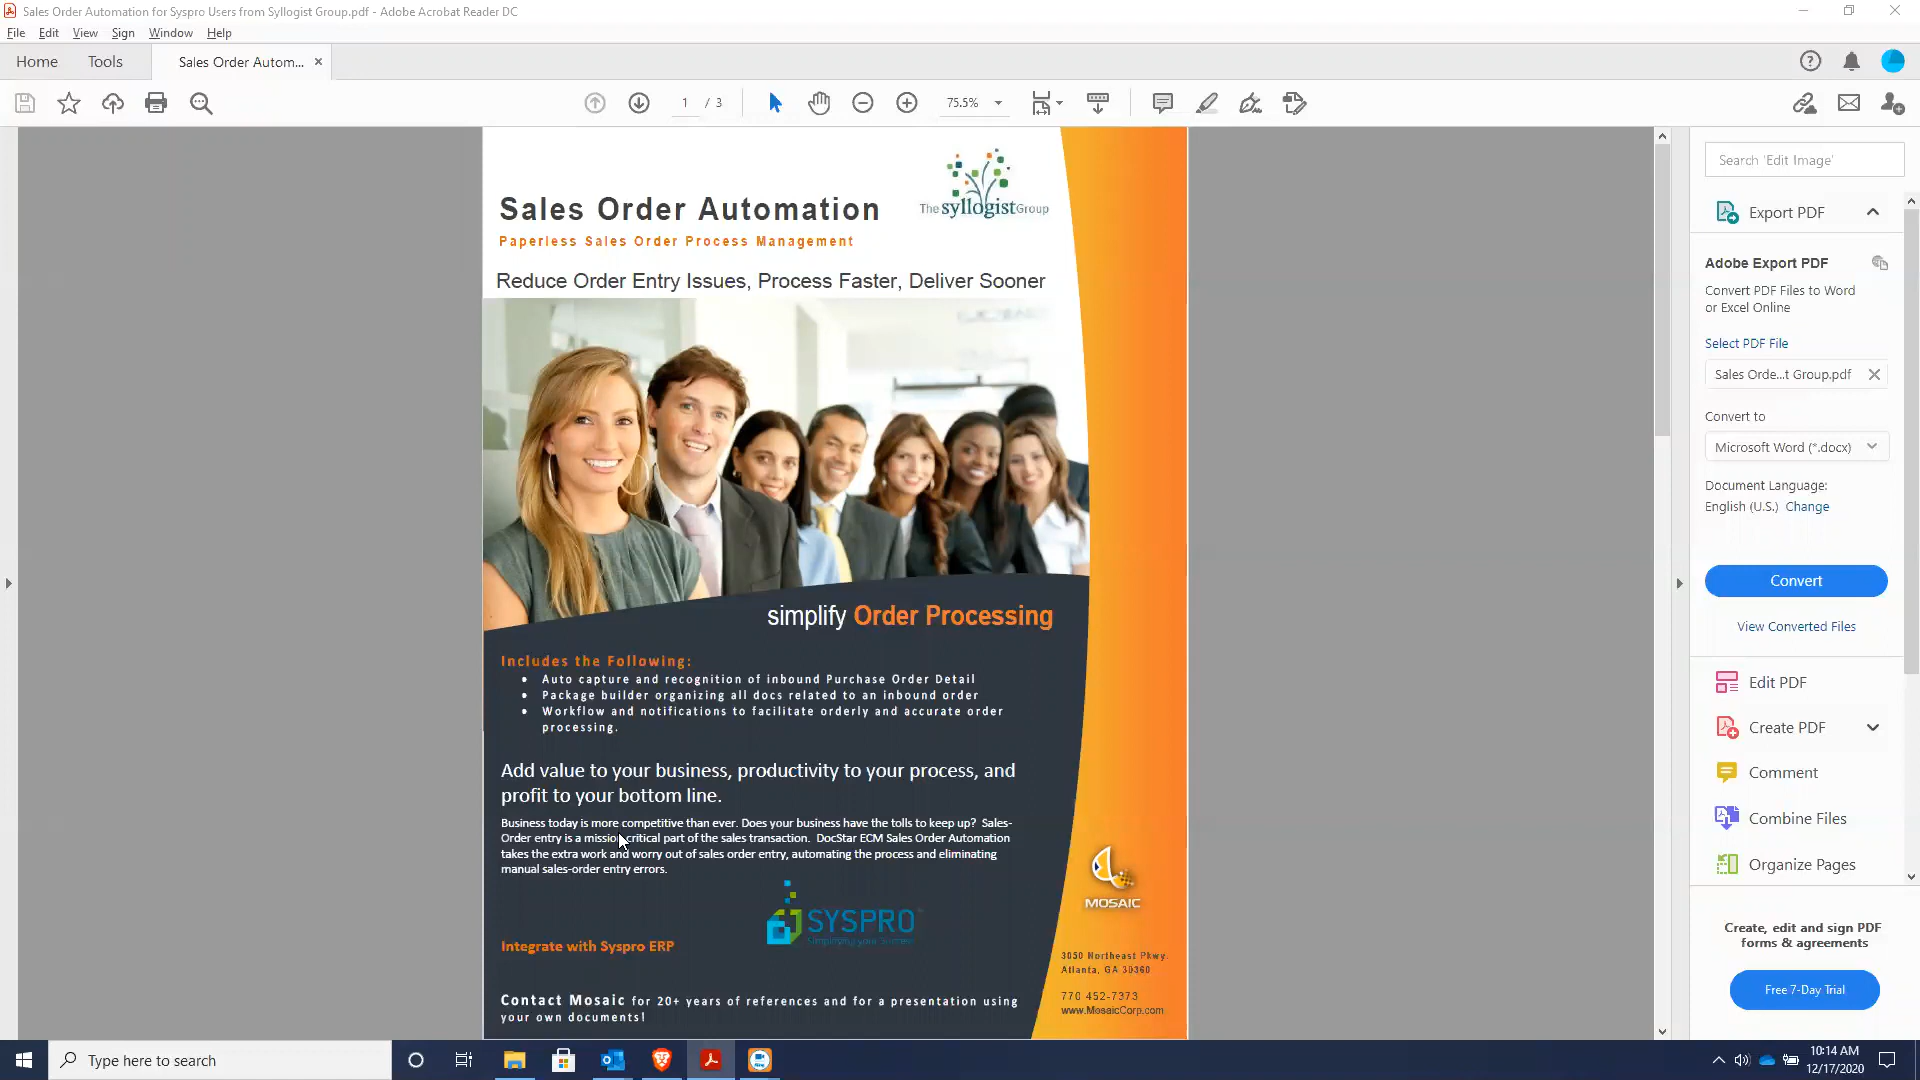 Sales Order Automation for Syspro Users from Syllogist Group.pdf - Adobe Acrobat Reader DC
File Edit View Sign Window Help
Home Tools Sales Order Autom... ×
1 / 3 75.5%
Sales Order Automation
The syllogist Group
Paperless Sales Order Process Management
Reduce Order Entry Issues, Process Faster, Deliver Sooner
simplify Order Processing
Includes the Following:
• Auto capture and recognition of inbound Purchase Order Detail
• Package builder organizing all docs related to an inbound order
• Workflow and notifications to facilitate orderly and accurate order
processing.
Add value to your business, productivity to your process, and
profit to your bottom line.
Business today is more competitive than ever. Does your business have the tolls to keep up? Sales-
Order entry is a mission critical part of the sales transaction. DocStar ECM Sales Order Automation
takes the extra work and worry out of sales order entry, automating the process and eliminating
manual sales-order entry errors.
SYSPRO
Integrate with Syspro ERP
Contact Mosaic for 20+ years of references and for a presentation using
your own documents!
MOSAIC
3050 Northeast Pkwy.
Atlanta, GA 30360
770 452-7373
www.MosaicCorp.com
Search 'Edit Image'
Export PDF
Adobe Export PDF
Convert PDF Files to Word
or Excel Online
Select PDF File
Sales Orde...t Group.pdf
Convert to
Microsoft Word (*.docx)
Document Language:
English (U.S.) Change
Convert
View Converted Files
Edit PDF
Create PDF
Comment
Combine Files
Organize Pages
Create, edit and sign PDF
forms & agreements
Free 7-Day Trial
Type here to search
10:14 AM
12/17/2020